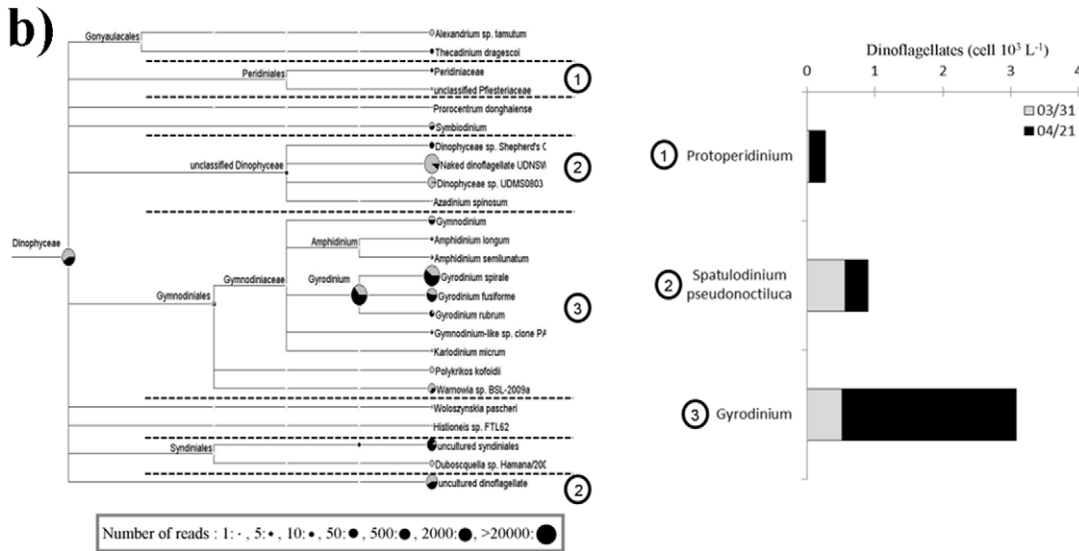 b)
Gonyaulacales
Alexandrium sp. tamutum
Thecadinium dragescoi
Peridiniales
Peridiniaceae
unclassified Pfiesteriaceae
1
Prorocentrum donghaiense
Symbiodinium
unclassified Dinophyceae
Dinophyceae sp. Shepherd's
Naked dinoflagellate UDNSW
Dinophyceae sp. UDMS0803
Azadinium spinosum
2
Dinophyceae
Gymnodiniales
Gymnodiniaceae
Gymnodinium
Amphidinium
Amphidinium longum
Amphidinium semilunatum
Gyrodinium
Gyrodinium spirale
Gyrodinium fusiforme
Gyrodinium rubrum
Gymnodinium-like sp. clone PA
Karlodinium micrum
Polykrikos kofoidii
Warnowia sp. BSL-2009a
3
Woloszynskia pascheri
Histioneis sp. FTL62
Syndiniales
uncultured syndiniales
Duboscquella sp. Hamana/200
uncultured dinoflagellate
2
Number of reads : 1: , 5: , 10: , 50: , 500: , 2000: , >20000:
Dinoflagellates (cell 10³ L⁻¹)
0 1 2 3 4
03/31
04/21
1 Protoperidinium
2 Spatulodinium
pseudonoctiluca
3 Gyrodinium